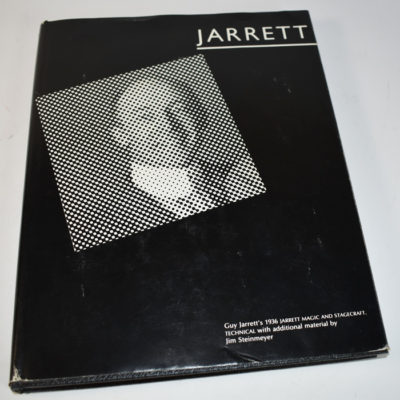 JARRETT
Guy Jarrett's 1936 JARRETT MAGIC AND STAGECRAFT,
TECHNICAL with additional material by
Jim Steinmeyer